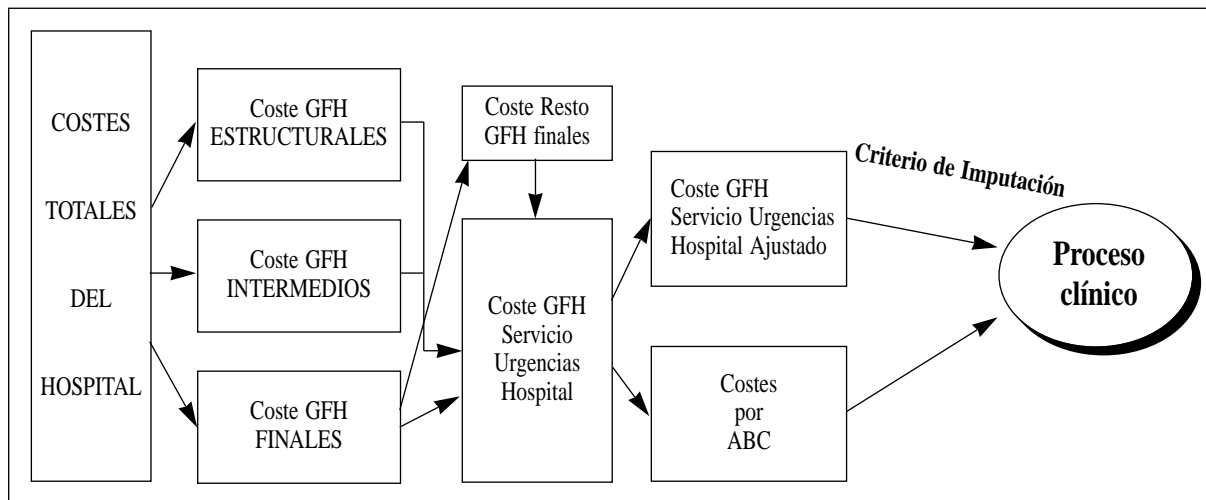 COSTES
TOTALES
DEL
HOSPITAL
Coste GFH
ESTRUCTURALES
Coste GFH
INTERMEDIOS
Coste GFH
FINALES
Coste Resto
GFH finales
Coste GFH
Servicio
Urgencias
Hospital
Coste GFH
Servicio Urgencias
Hospital Ajustado
Costes
por
ABC
Criterio de Imputación
Proceso
clínico